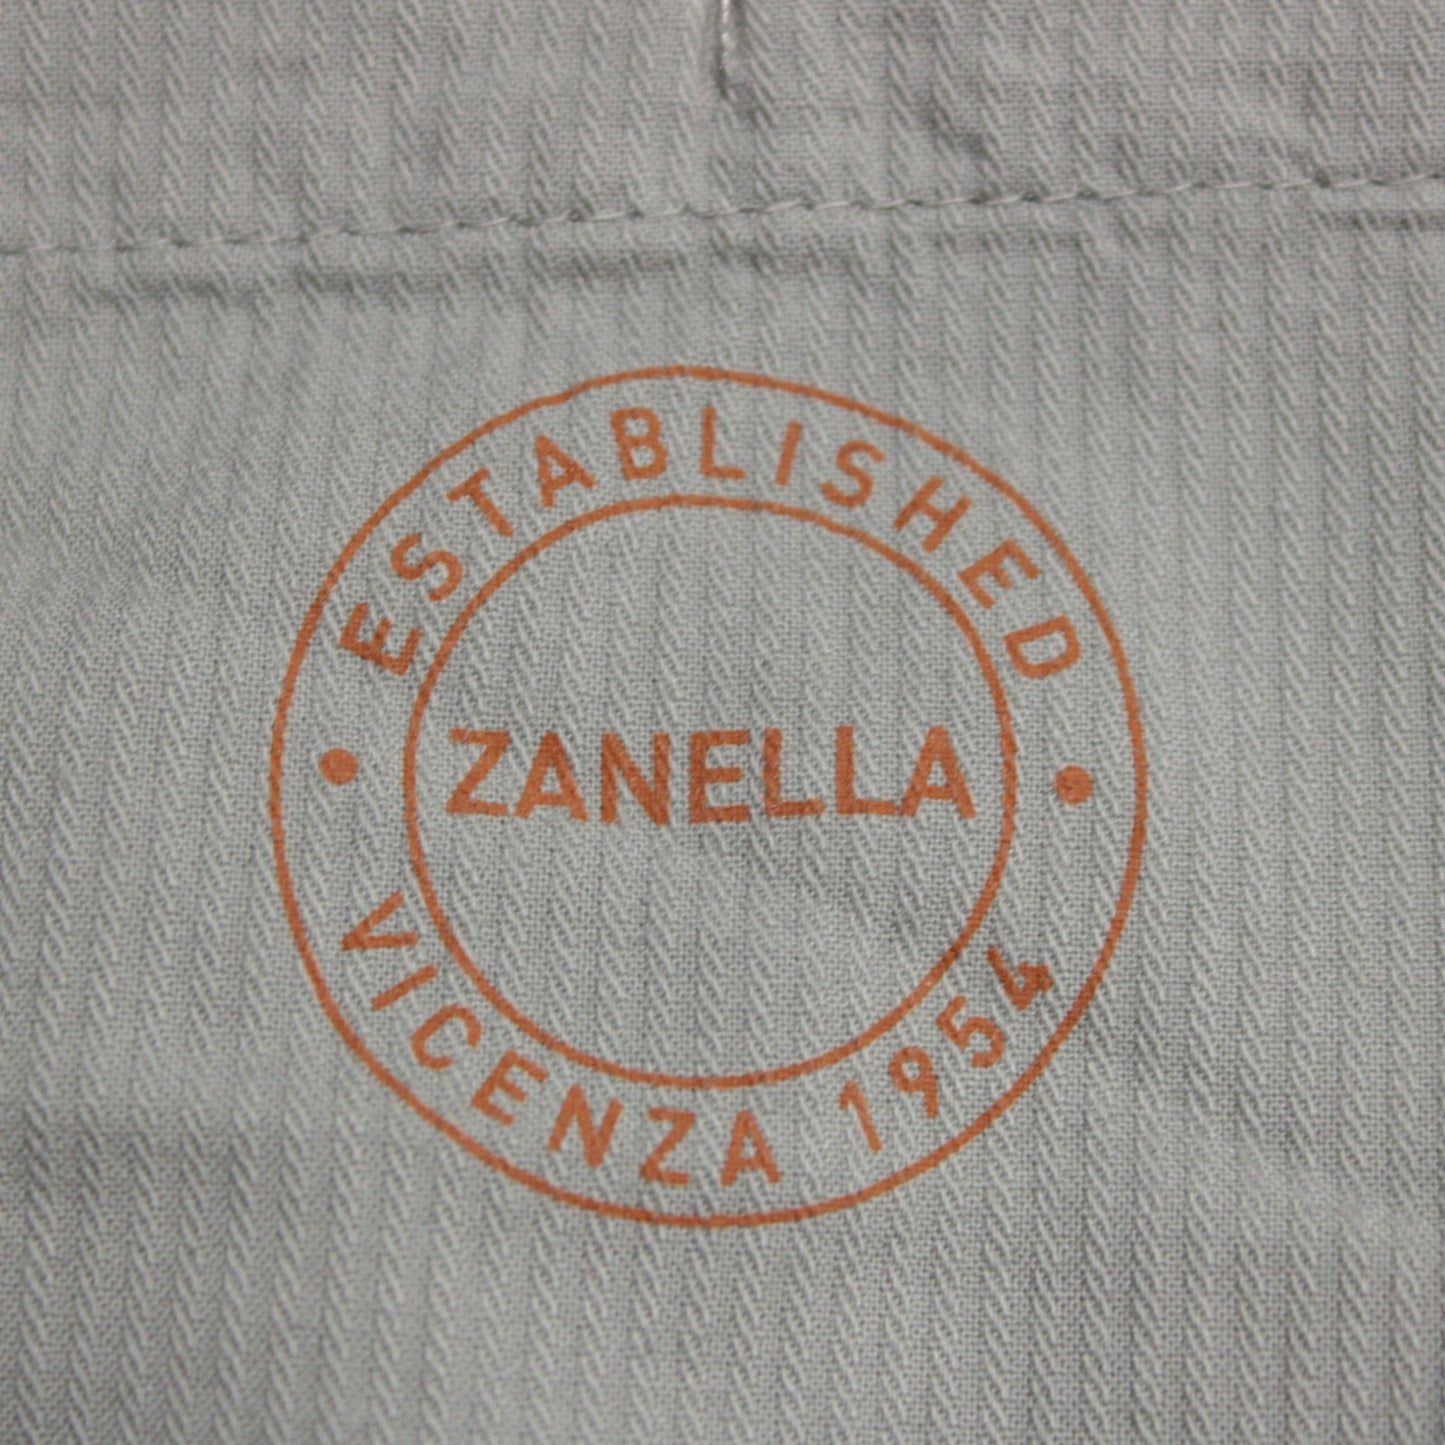 ESTABLISHED
ZANELLA
VICENZA 1954